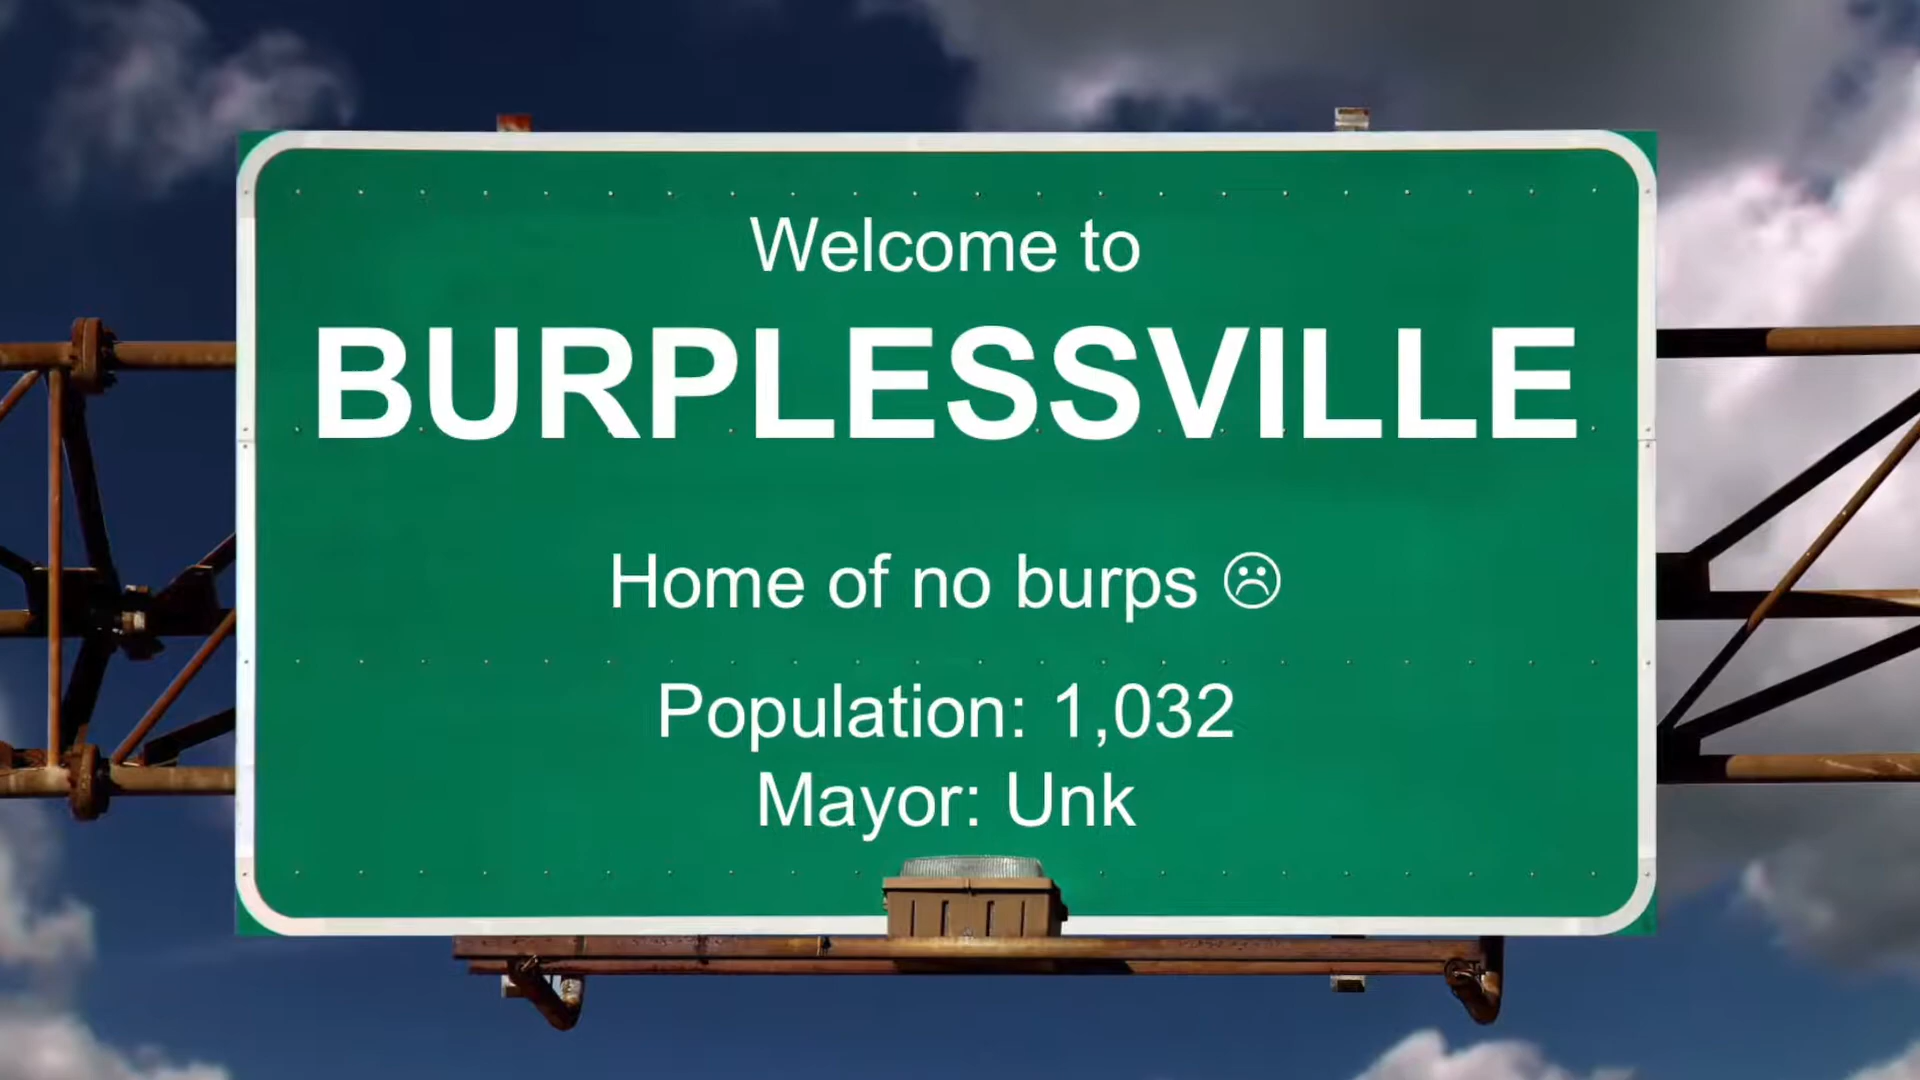 Welcome to
BURPLESSVILLE
Home of no burps ☹
Population: 1,032
Mayor: Unk